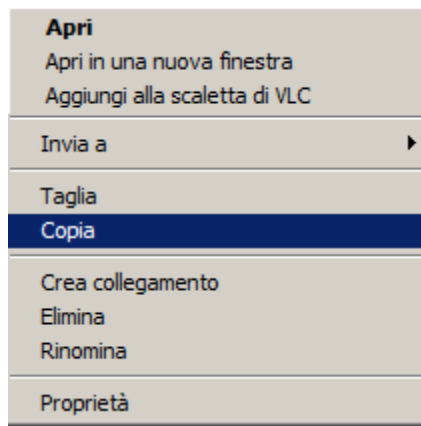 Apri
Apri in una nuova finestra
Aggiungi alla scaletta di VLC
Invia a
Taglia
Copia
Crea collegamento
Elimina
Rinomina
Proprietà